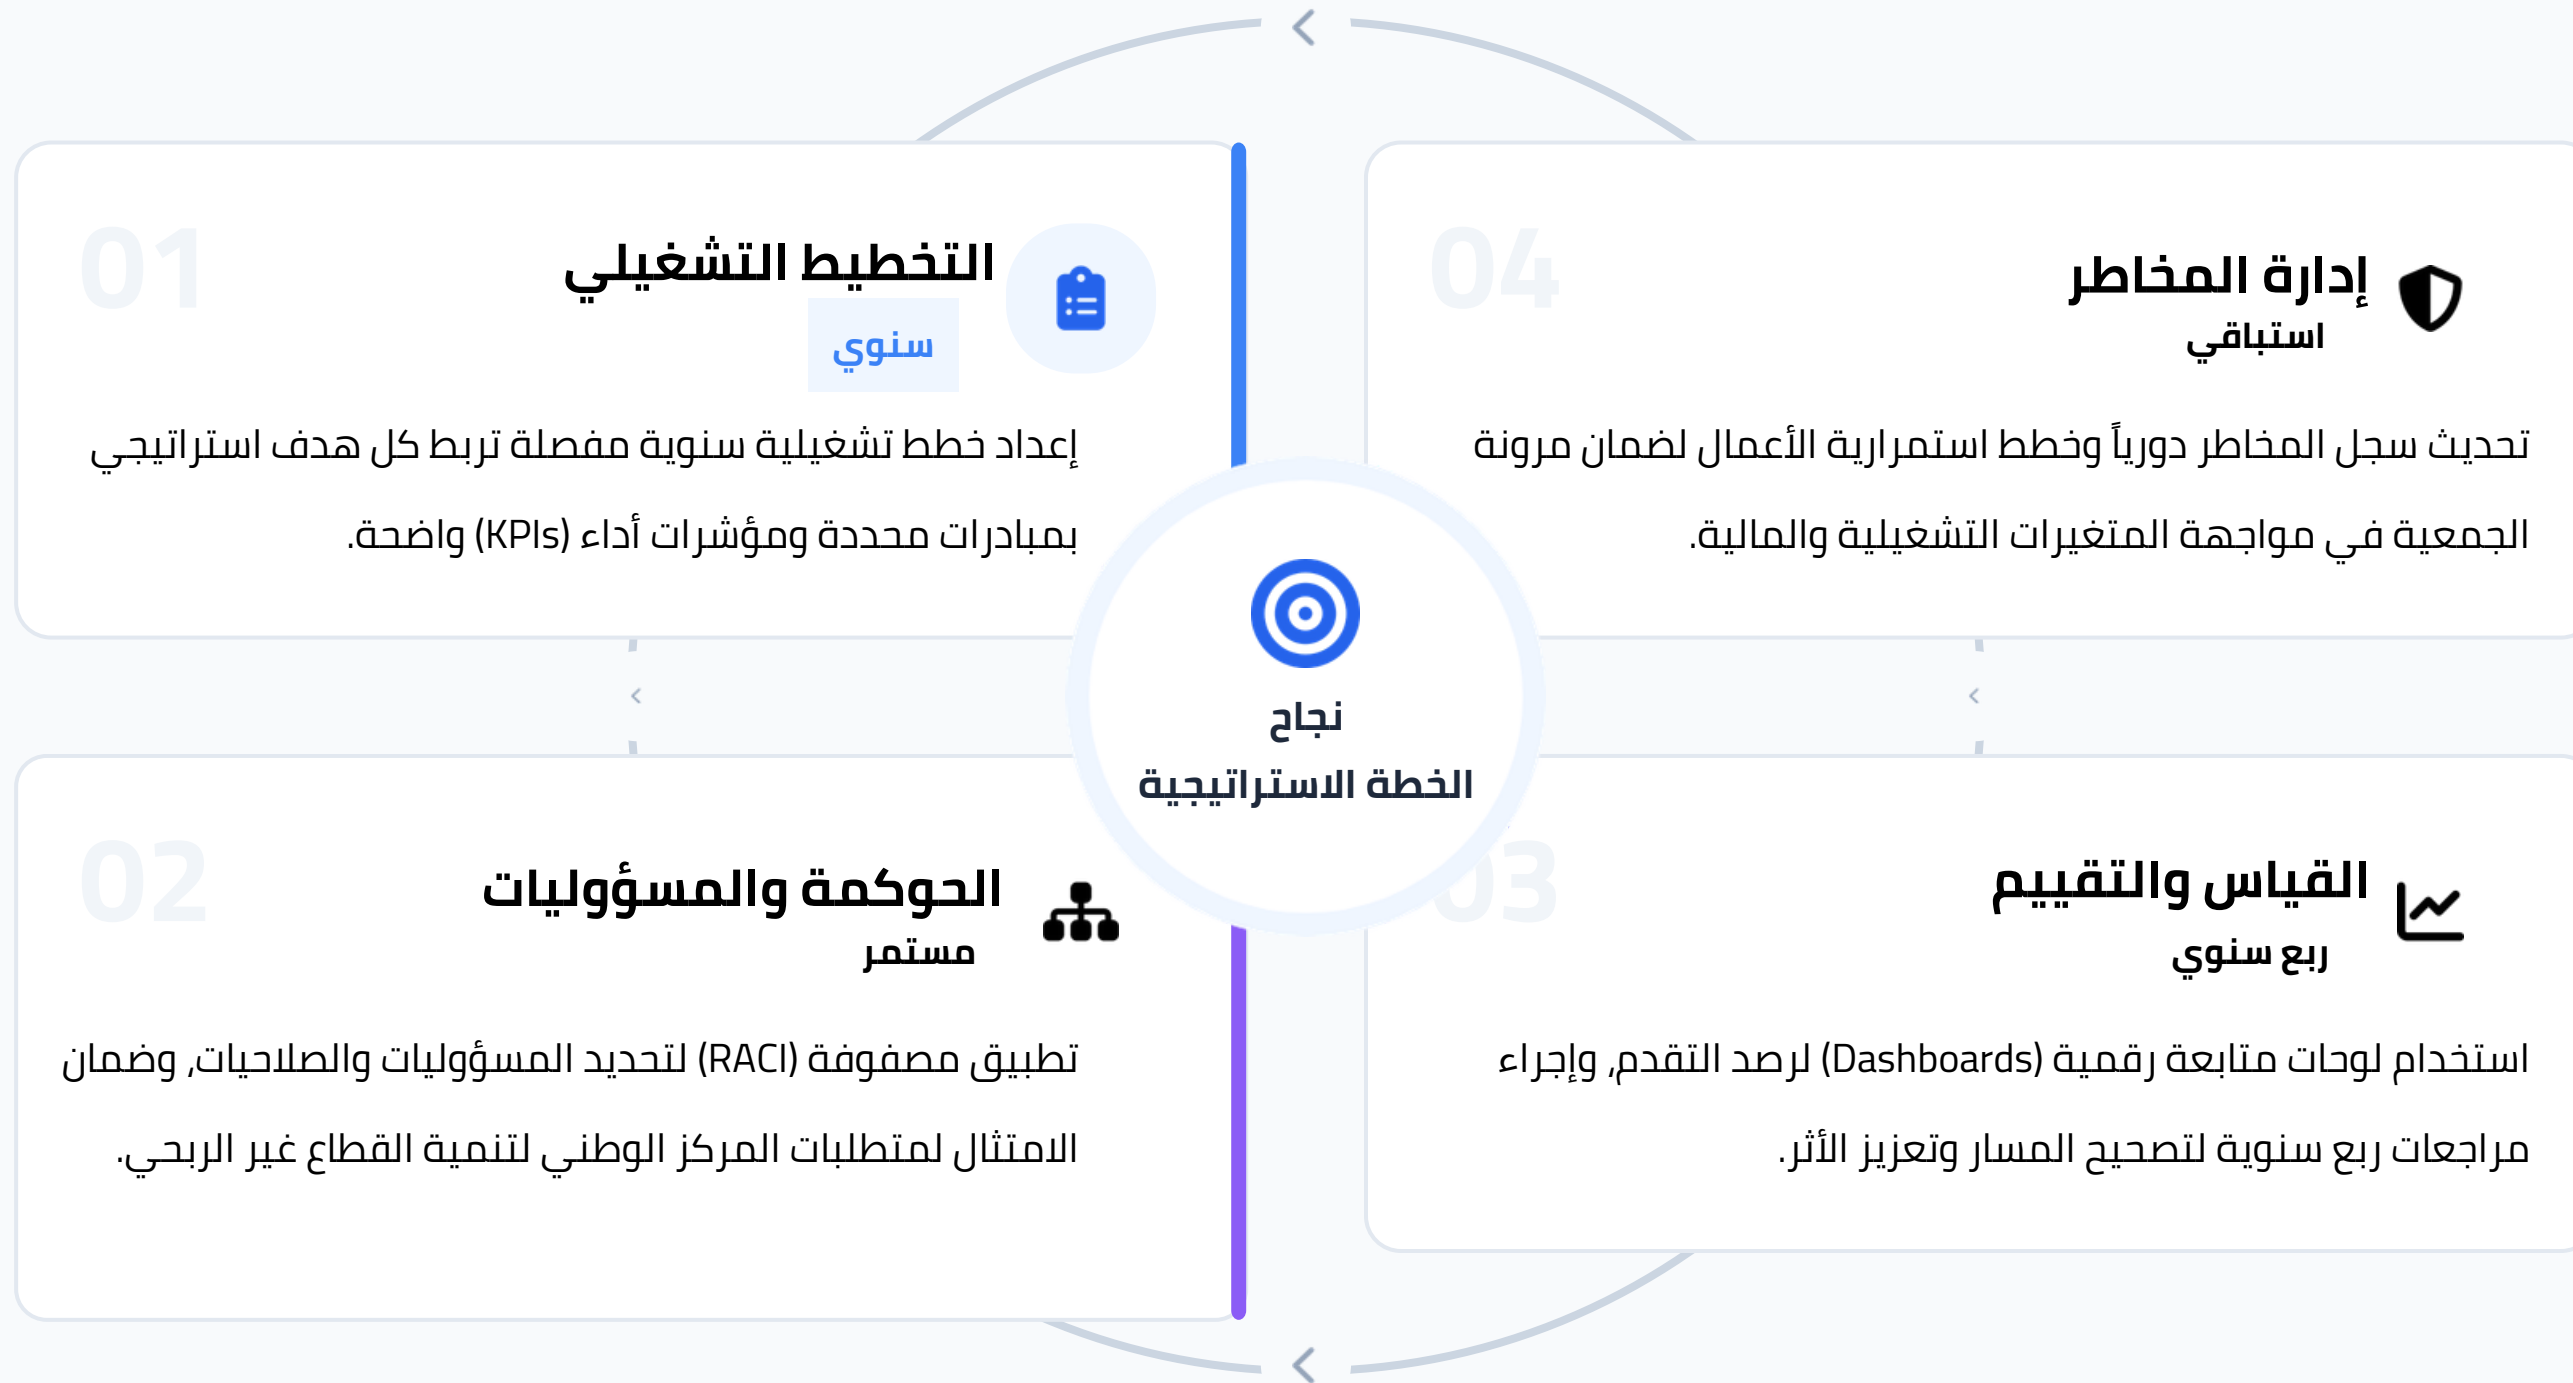 01
التخطيط التشغيلي
سنوي
إعداد خطط تشغيلية سنوية مفصلة تربط كل هدف استراتيجي
بمبادرات محددة ومؤشرات أداء (KPIs) واضحة.
02
الحوكمة والمسؤوليات
مستمر
تطبيق مصفوفة (RACI) لتحديد المسؤوليات والصلاحيات، وضمان
الامتثال لمتطلبات المركز الوطني لتنمية القطاع غير الربحي.
03
القياس والتقييم
ربع سنوي
استخدام لوحات متابعة رقمية (Dashboards) لرصد التقدم، وإجراء
مراجعات ربع سنوية لتصحيح المسار وتعزيز الأثر.
04
إدارة المخاطر
استباقي
تحديث سجل المخاطر دورياً وخطط استمرارية الأعمال لضمان مرونة
الجمعية في مواجهة المتغيرات التشغيلية والمالية.
نجاح
الخطة الاستراتيجية